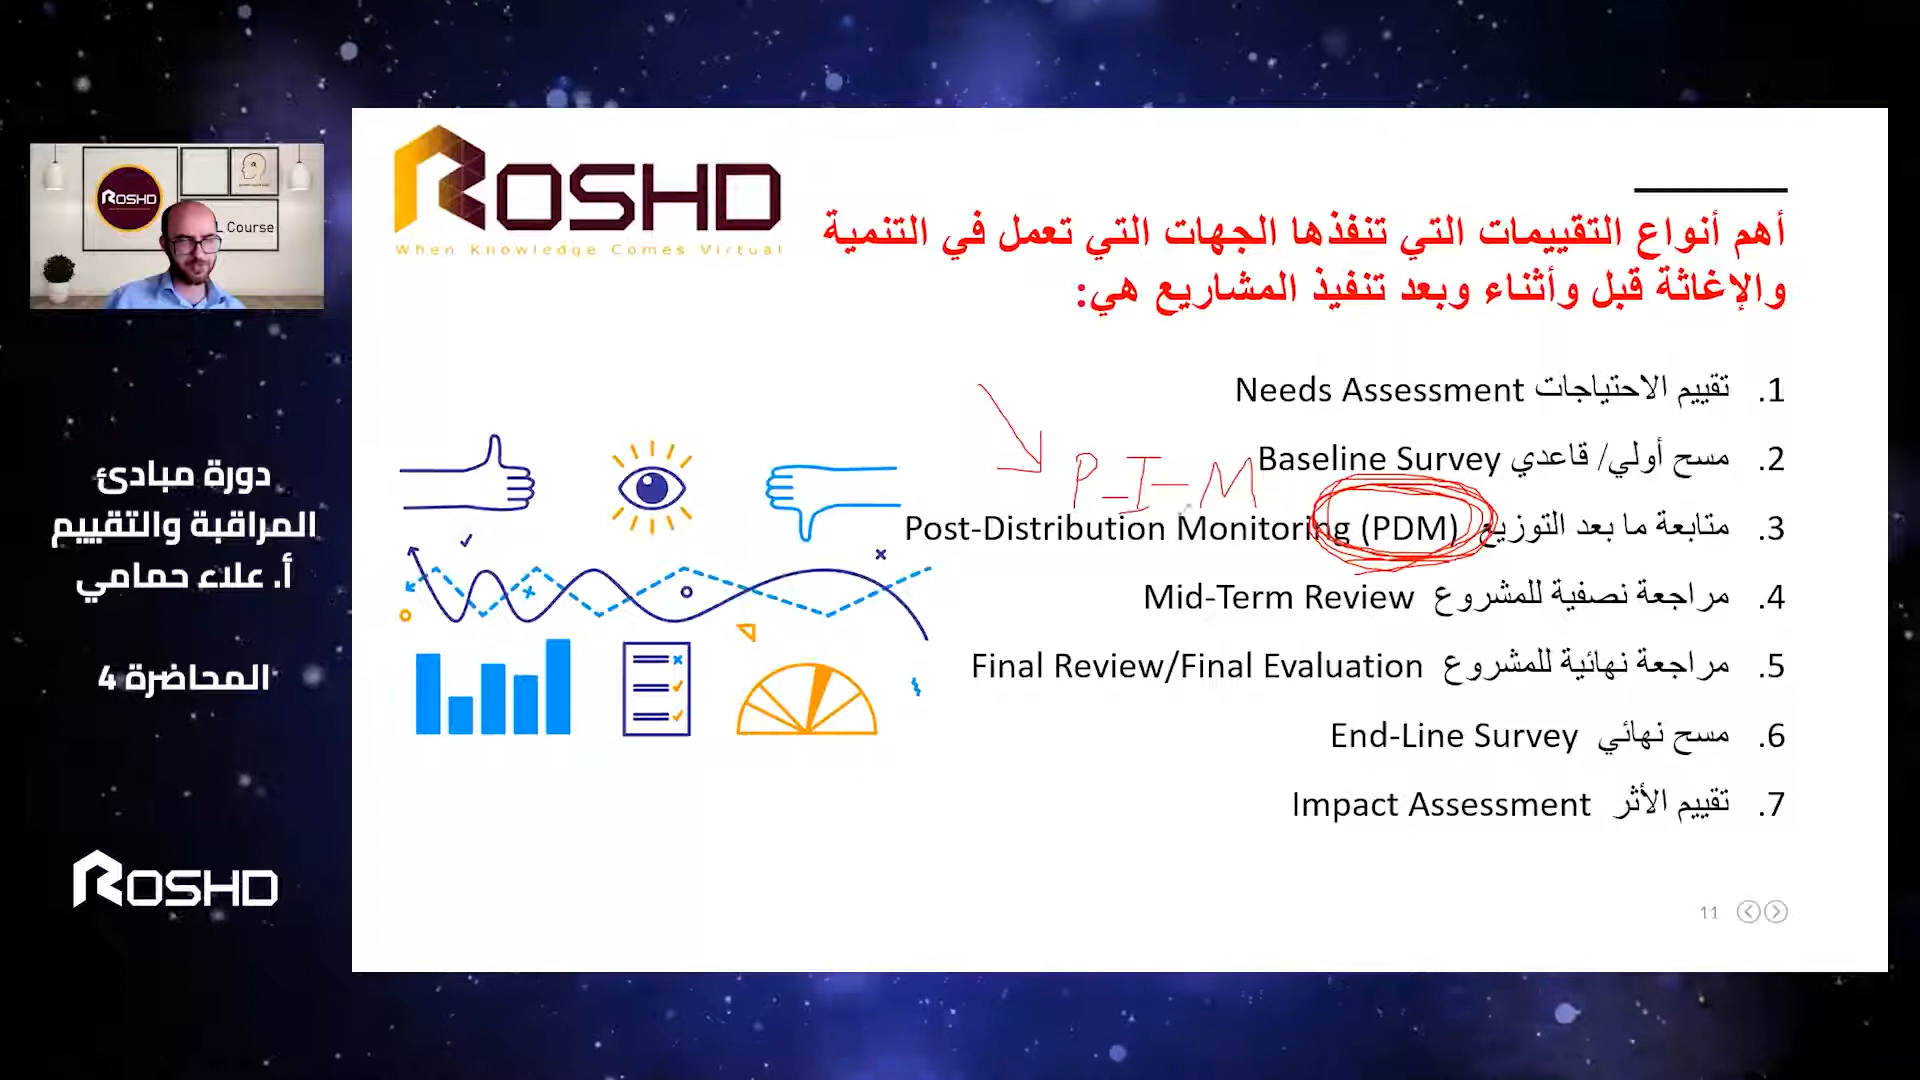 ROSHD
When Knowledge Comes Virtual
أهم أنواع التقييمات التي تنفذها الجهات التي تعمل في التنمية
والإغاثة قبل وأثناء وبعد تنفيذ المشاريع هي:
1. تقييم الاحتياجات Needs Assessment
2. مسح أولي/ قاعدي Baseline Survey
P-I-M
3. متابعة ما بعد التوزيع Post-Distribution Monitoring (PDM)
4. مراجعة نصفية للمشروع Mid-Term Review
5. مراجعة نهائية للمشروع Final Review/Final Evaluation
6. مسح نهائي End-Line Survey
7. تقييم الأثر Impact Assessment
11
ROSHD
L Course
دورة مبادئ
المراقبة والتقييم
أ. علاء حمامي
المحاضرة 4
ROSHD